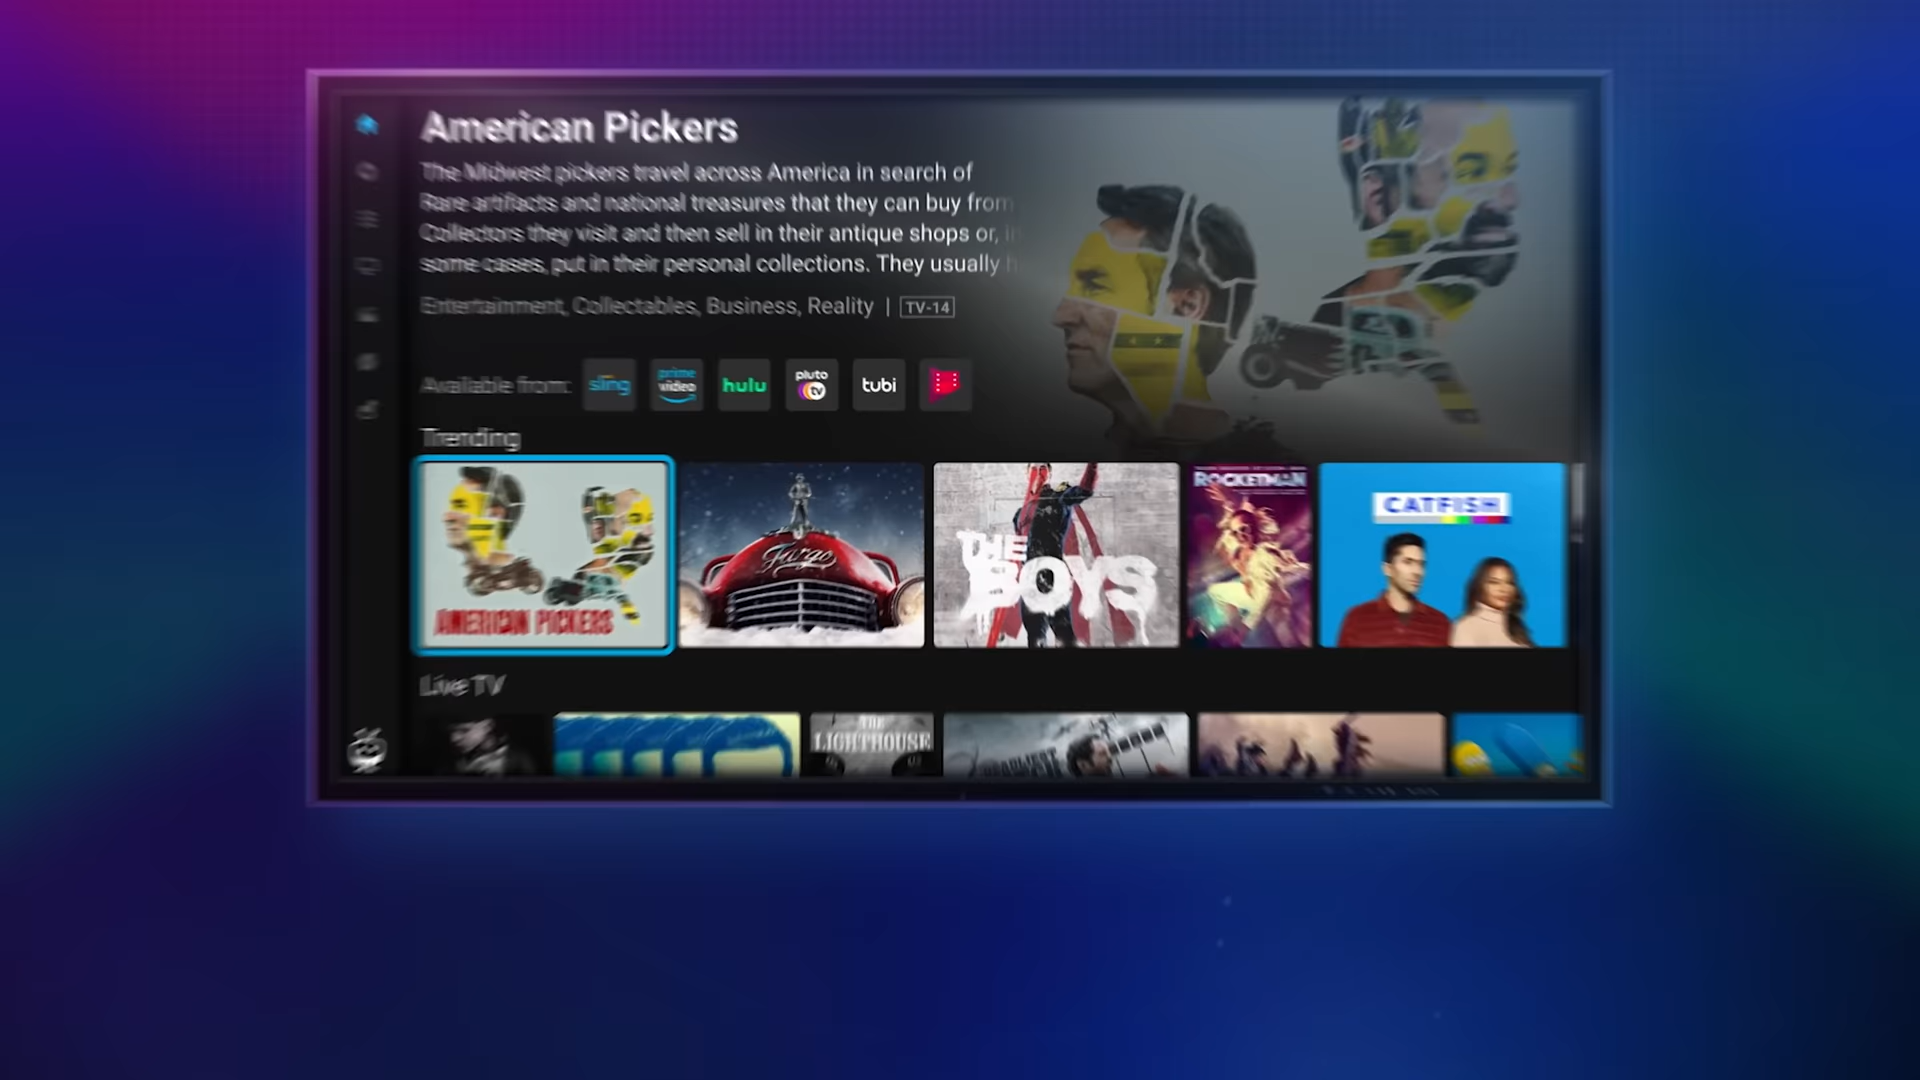 American Pickers
The Midwest pickers travel across America in search of
Rare artifacts and national treasures that they can buy from
Collectors they visit and then sell in their antique shops or, in
some cases, put in their personal collections. They usually
Entertainment, Collectables, Business, Reality | TV-14
Available from: sling prime video hulu pluto tv tubi
Trending
AMERICAN PICKERS
Fargo
THE BOYS
ROCKETMAN
CATFISH
Live TV
THE
LIGHTHOUSE